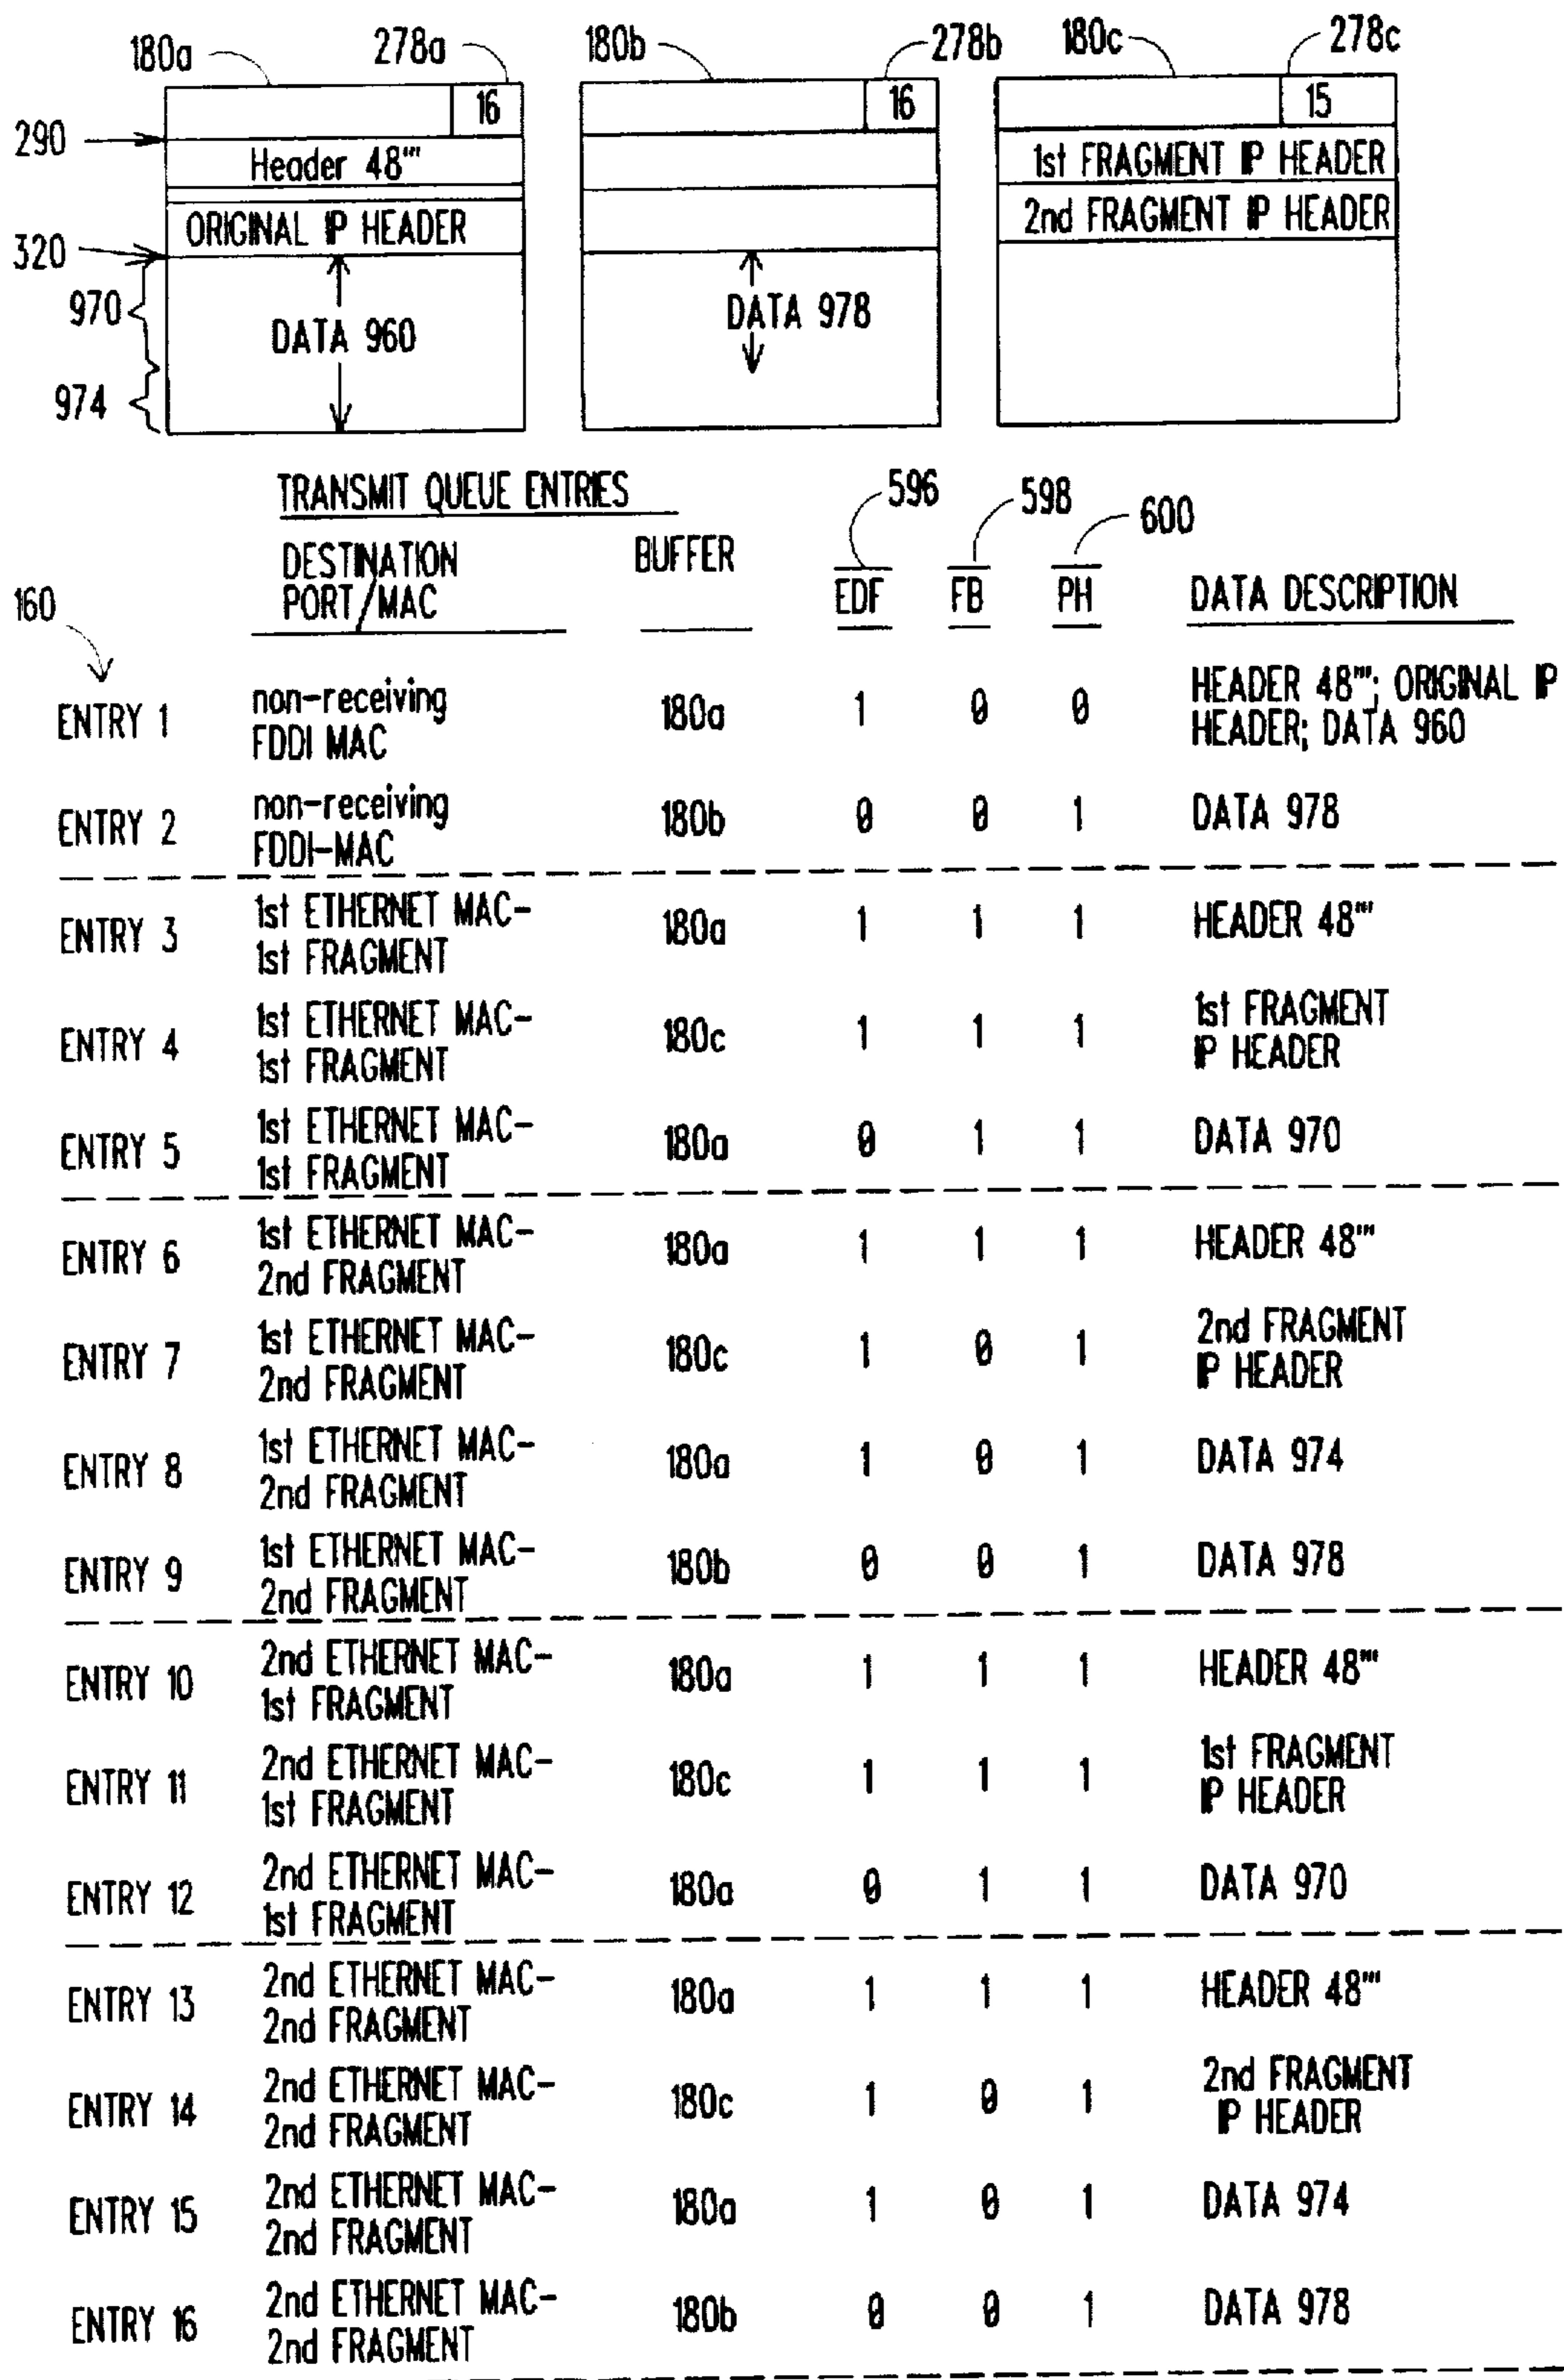 180a 278a 180b 278b 180c 278c
16 16 15
290
Header 48''' 1st FRAGMENT IP HEADER
ORIGINAL IP HEADER 2nd FRAGMENT IP HEADER
320
970 DATA 960 DATA 978
974
TRANSMIT QUEUE ENTRIES 596 598 600
DESTINATION BUFFER
PORT/MAC EDF FB PH DATA DESCRIPTION
160
ENTRY 1 non-receiving 180a 1 0 0 HEADER 48'''; ORIGINAL IP
FDDI MAC HEADER; DATA 960
ENTRY 2 non-receiving 180b 0 0 1 DATA 978
FDDI-MAC
ENTRY 3 1st ETHERNET MAC- 180a 1 1 1 HEADER 48'''
1st FRAGMENT
ENTRY 4 1st ETHERNET MAC- 180c 1 1 1 1st FRAGMENT
1st FRAGMENT IP HEADER
ENTRY 5 1st ETHERNET MAC- 180a 0 1 1 DATA 970
1st FRAGMENT
ENTRY 6 1st ETHERNET MAC- 180a 1 1 1 HEADER 48'''
2nd FRAGMENT
ENTRY 7 1st ETHERNET MAC- 180c 1 0 1 2nd FRAGMENT
2nd FRAGMENT IP HEADER
ENTRY 8 1st ETHERNET MAC- 180a 1 0 1 DATA 974
2nd FRAGMENT
ENTRY 9 1st ETHERNET MAC- 180b 0 0 1 DATA 978
2nd FRAGMENT
ENTRY 10 2nd ETHERNET MAC- 180a 1 1 1 HEADER 48'''
1st FRAGMENT
ENTRY 11 2nd ETHERNET MAC- 180c 1 1 1 1st FRAGMENT
1st FRAGMENT IP HEADER
ENTRY 12 2nd ETHERNET MAC- 180a 0 1 1 DATA 970
1st FRAGMENT
ENTRY 13 2nd ETHERNET MAC- 180a 1 1 1 HEADER 48'''
2nd FRAGMENT
ENTRY 14 2nd ETHERNET MAC- 180c 1 0 1 2nd FRAGMENT
2nd FRAGMENT IP HEADER
ENTRY 15 2nd ETHERNET MAC- 180a 1 0 1 DATA 974
2nd FRAGMENT
ENTRY 16 2nd ETHERNET MAC- 180b 0 0 1 DATA 978
2nd FRAGMENT